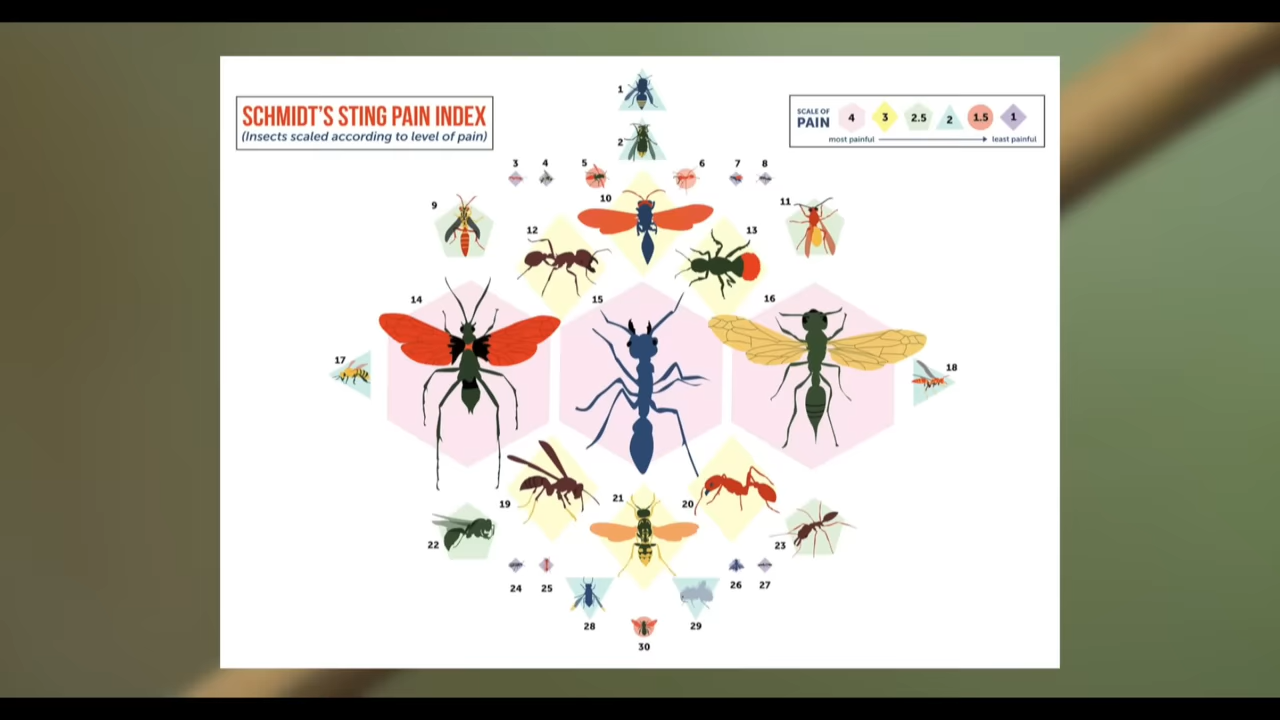 SCHMIDT'S STING PAIN INDEX
(Insects scaled according to level of pain)
SCALE OF
PAIN
4 3 2.5 2 1.5 1
most painful least painful
1
2
3 4 5 6 7 8
9 10 11
12 13
14 15 16
17 18
19 21 20
22 23
24 25 26 27
28 29
30